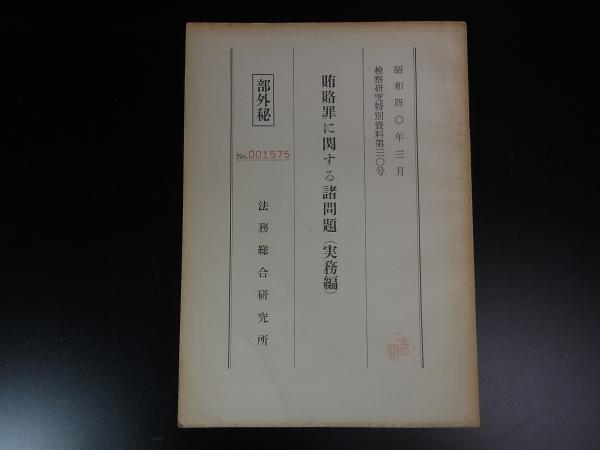 昭和四〇年三月
検察研究特別資料第三〇号
賄賂罪に関する諸問題（実務編）
部外秘
No. 001575
法務総合研究所